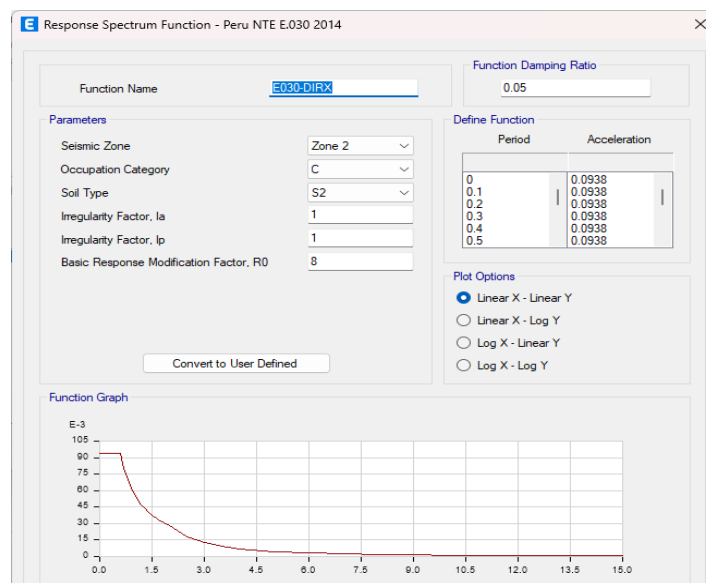 E Response Spectrum Function - Peru NTE E.030 2014
Function Name
E030-DIRX
Function Damping Ratio
0.05
Parameters
Seismic Zone
Zone 2
Occupation Category
C
Soil Type
S2
Irregularity Factor, Ia
1
Irregularity Factor, Ip
1
Basic Response Modification Factor, R0
8
Convert to User Defined
Define Function
Period Acceleration
0 0.0938
0.1 0.0938
0.2 0.0938
0.3 0.0938
0.4 0.0938
0.5 0.0938
Plot Options
Linear X - Linear Y
Linear X - Log Y
Log X - Linear Y
Log X - Log Y
Function Graph
E-3
105
90
75
60
45
30
15
0
0.0 1.5 3.0 4.5 6.0 7.5 9.0 10.5 12.0 13.5 15.0